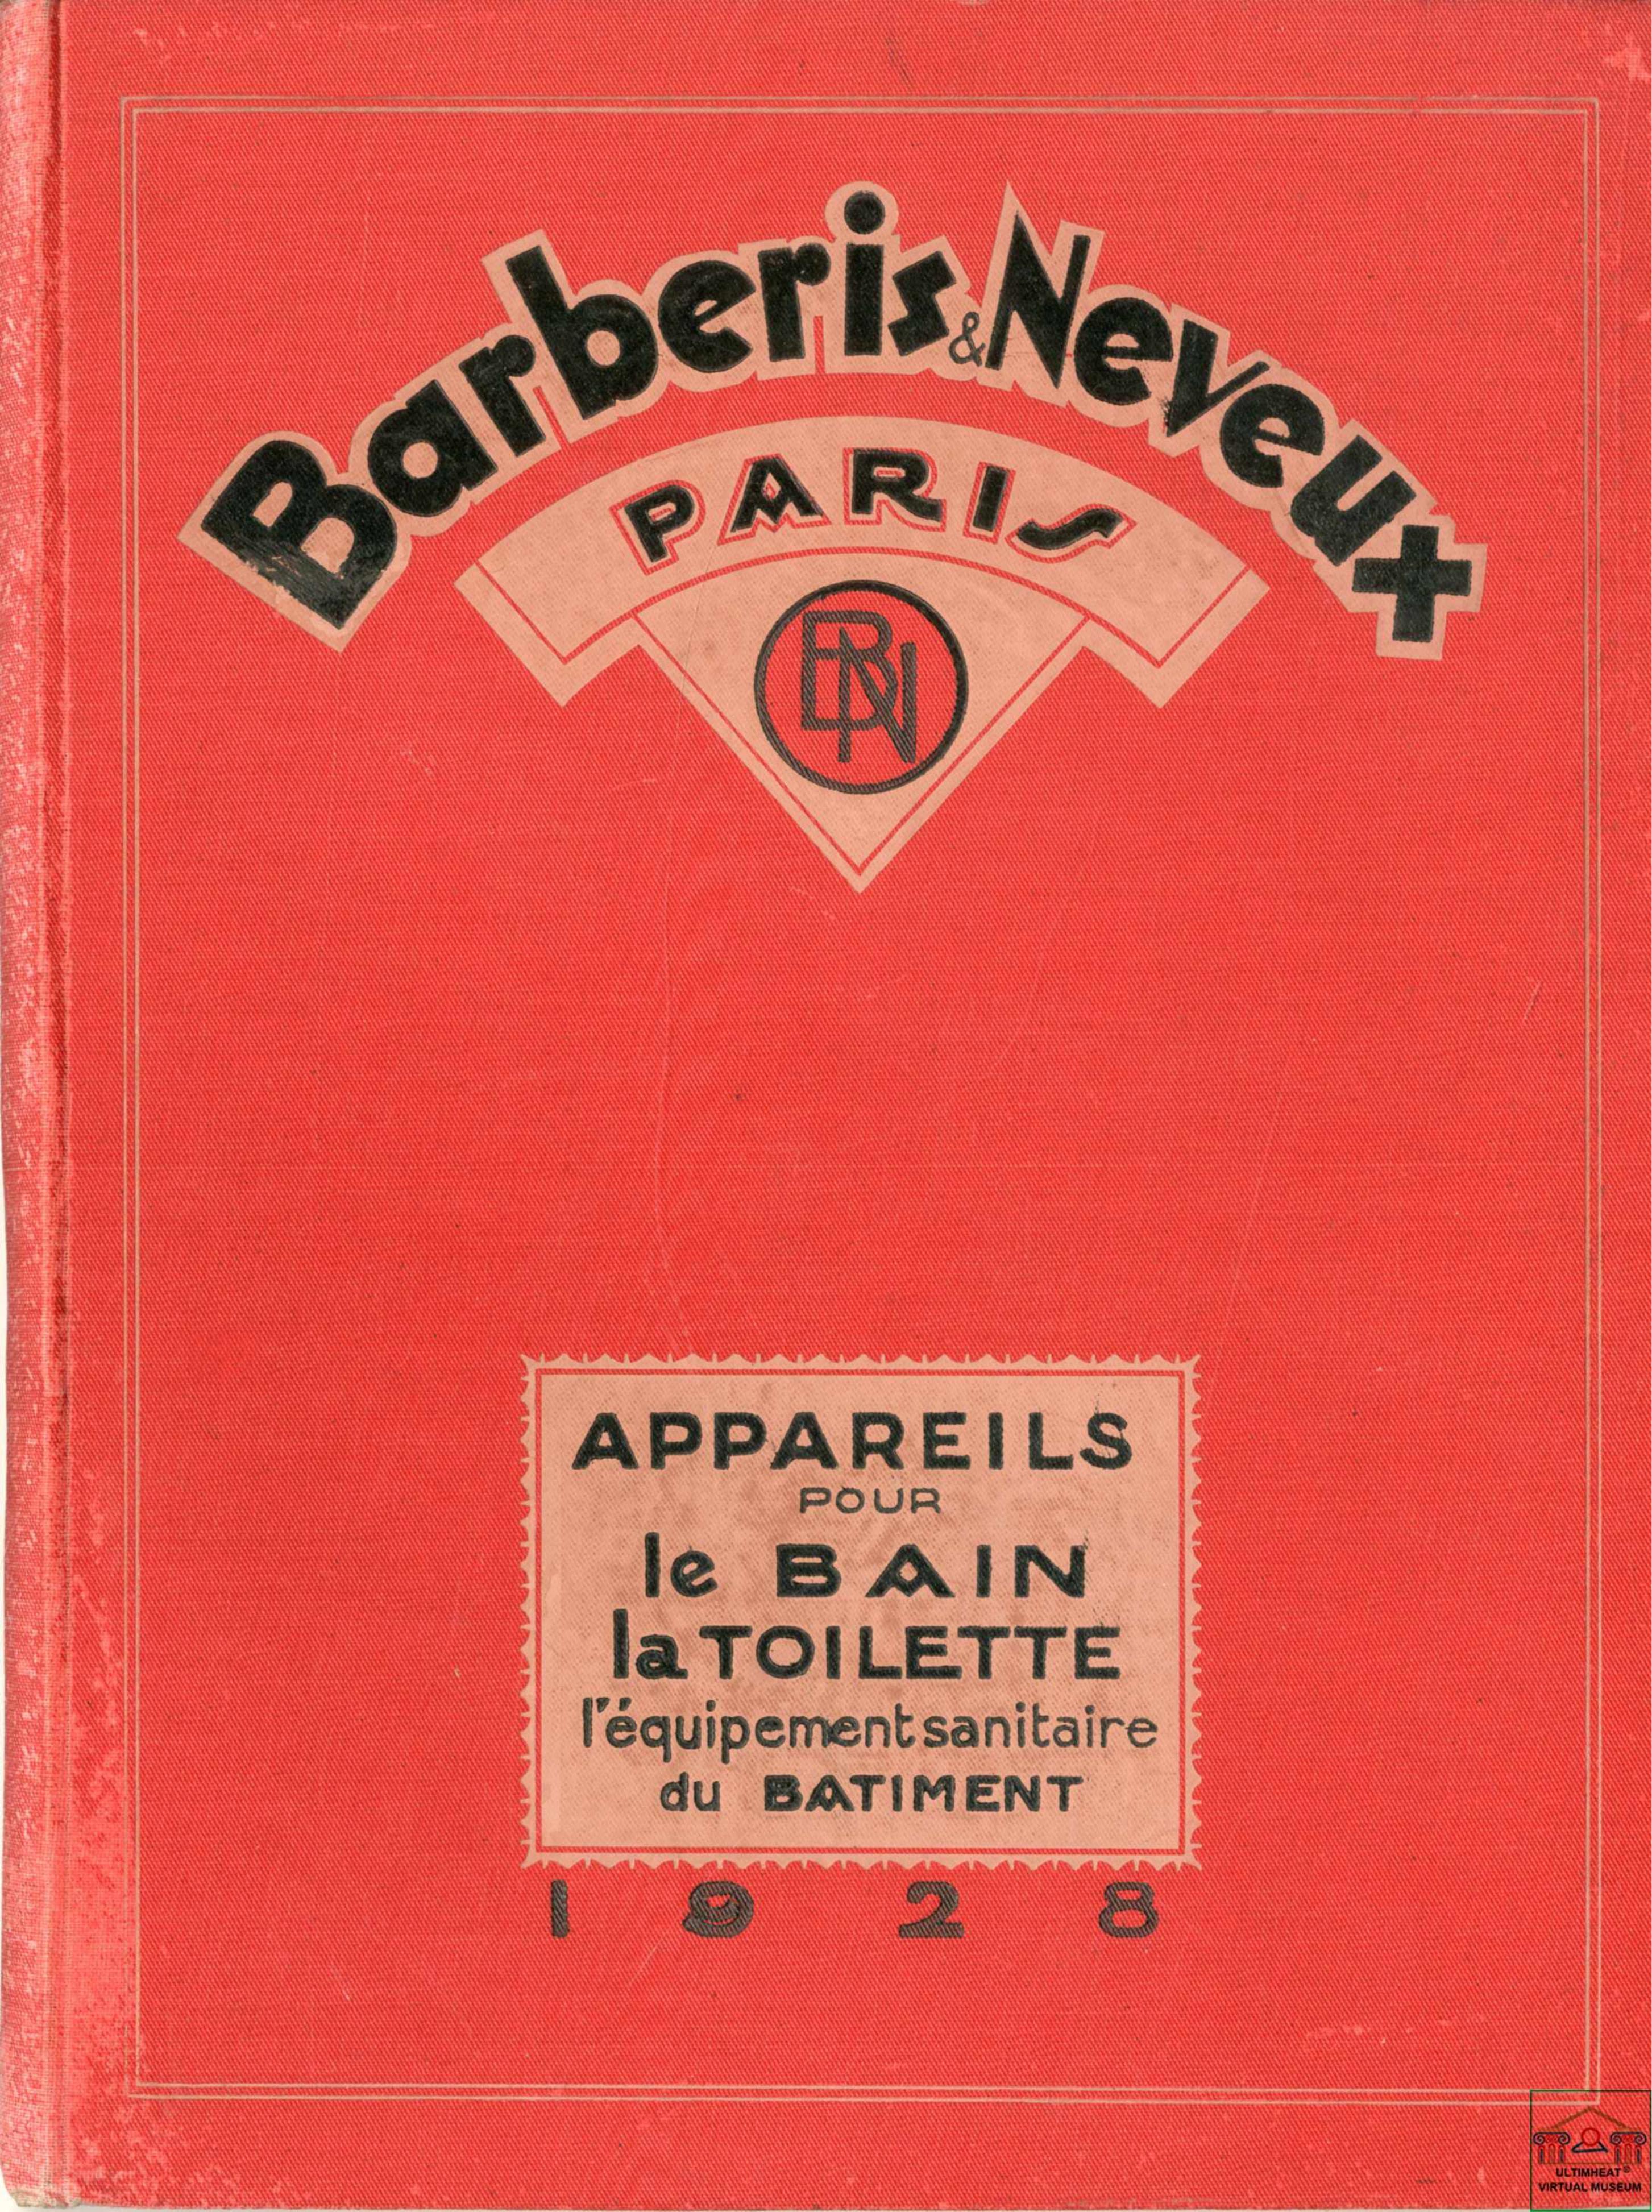 Barberis & Neveux
PARIS
BN
APPAREILS
POUR
le BAIN
la TOILETTE
l'équipement sanitaire
du BATIMENT
1928
ULTIMHEAT®
VIRTUAL MUSEUM